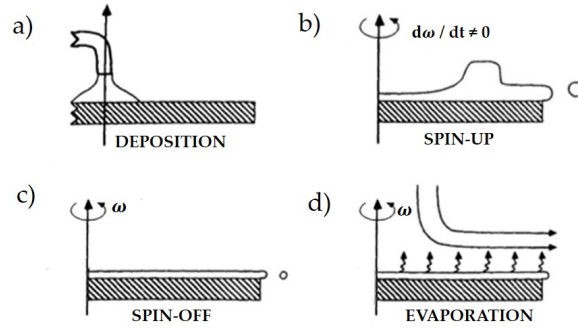 a)
DEPOSITION
b)
dω / dt ≠ 0
SPIN-UP
c)
ω
SPIN-OFF
d)
ω
EVAPORATION